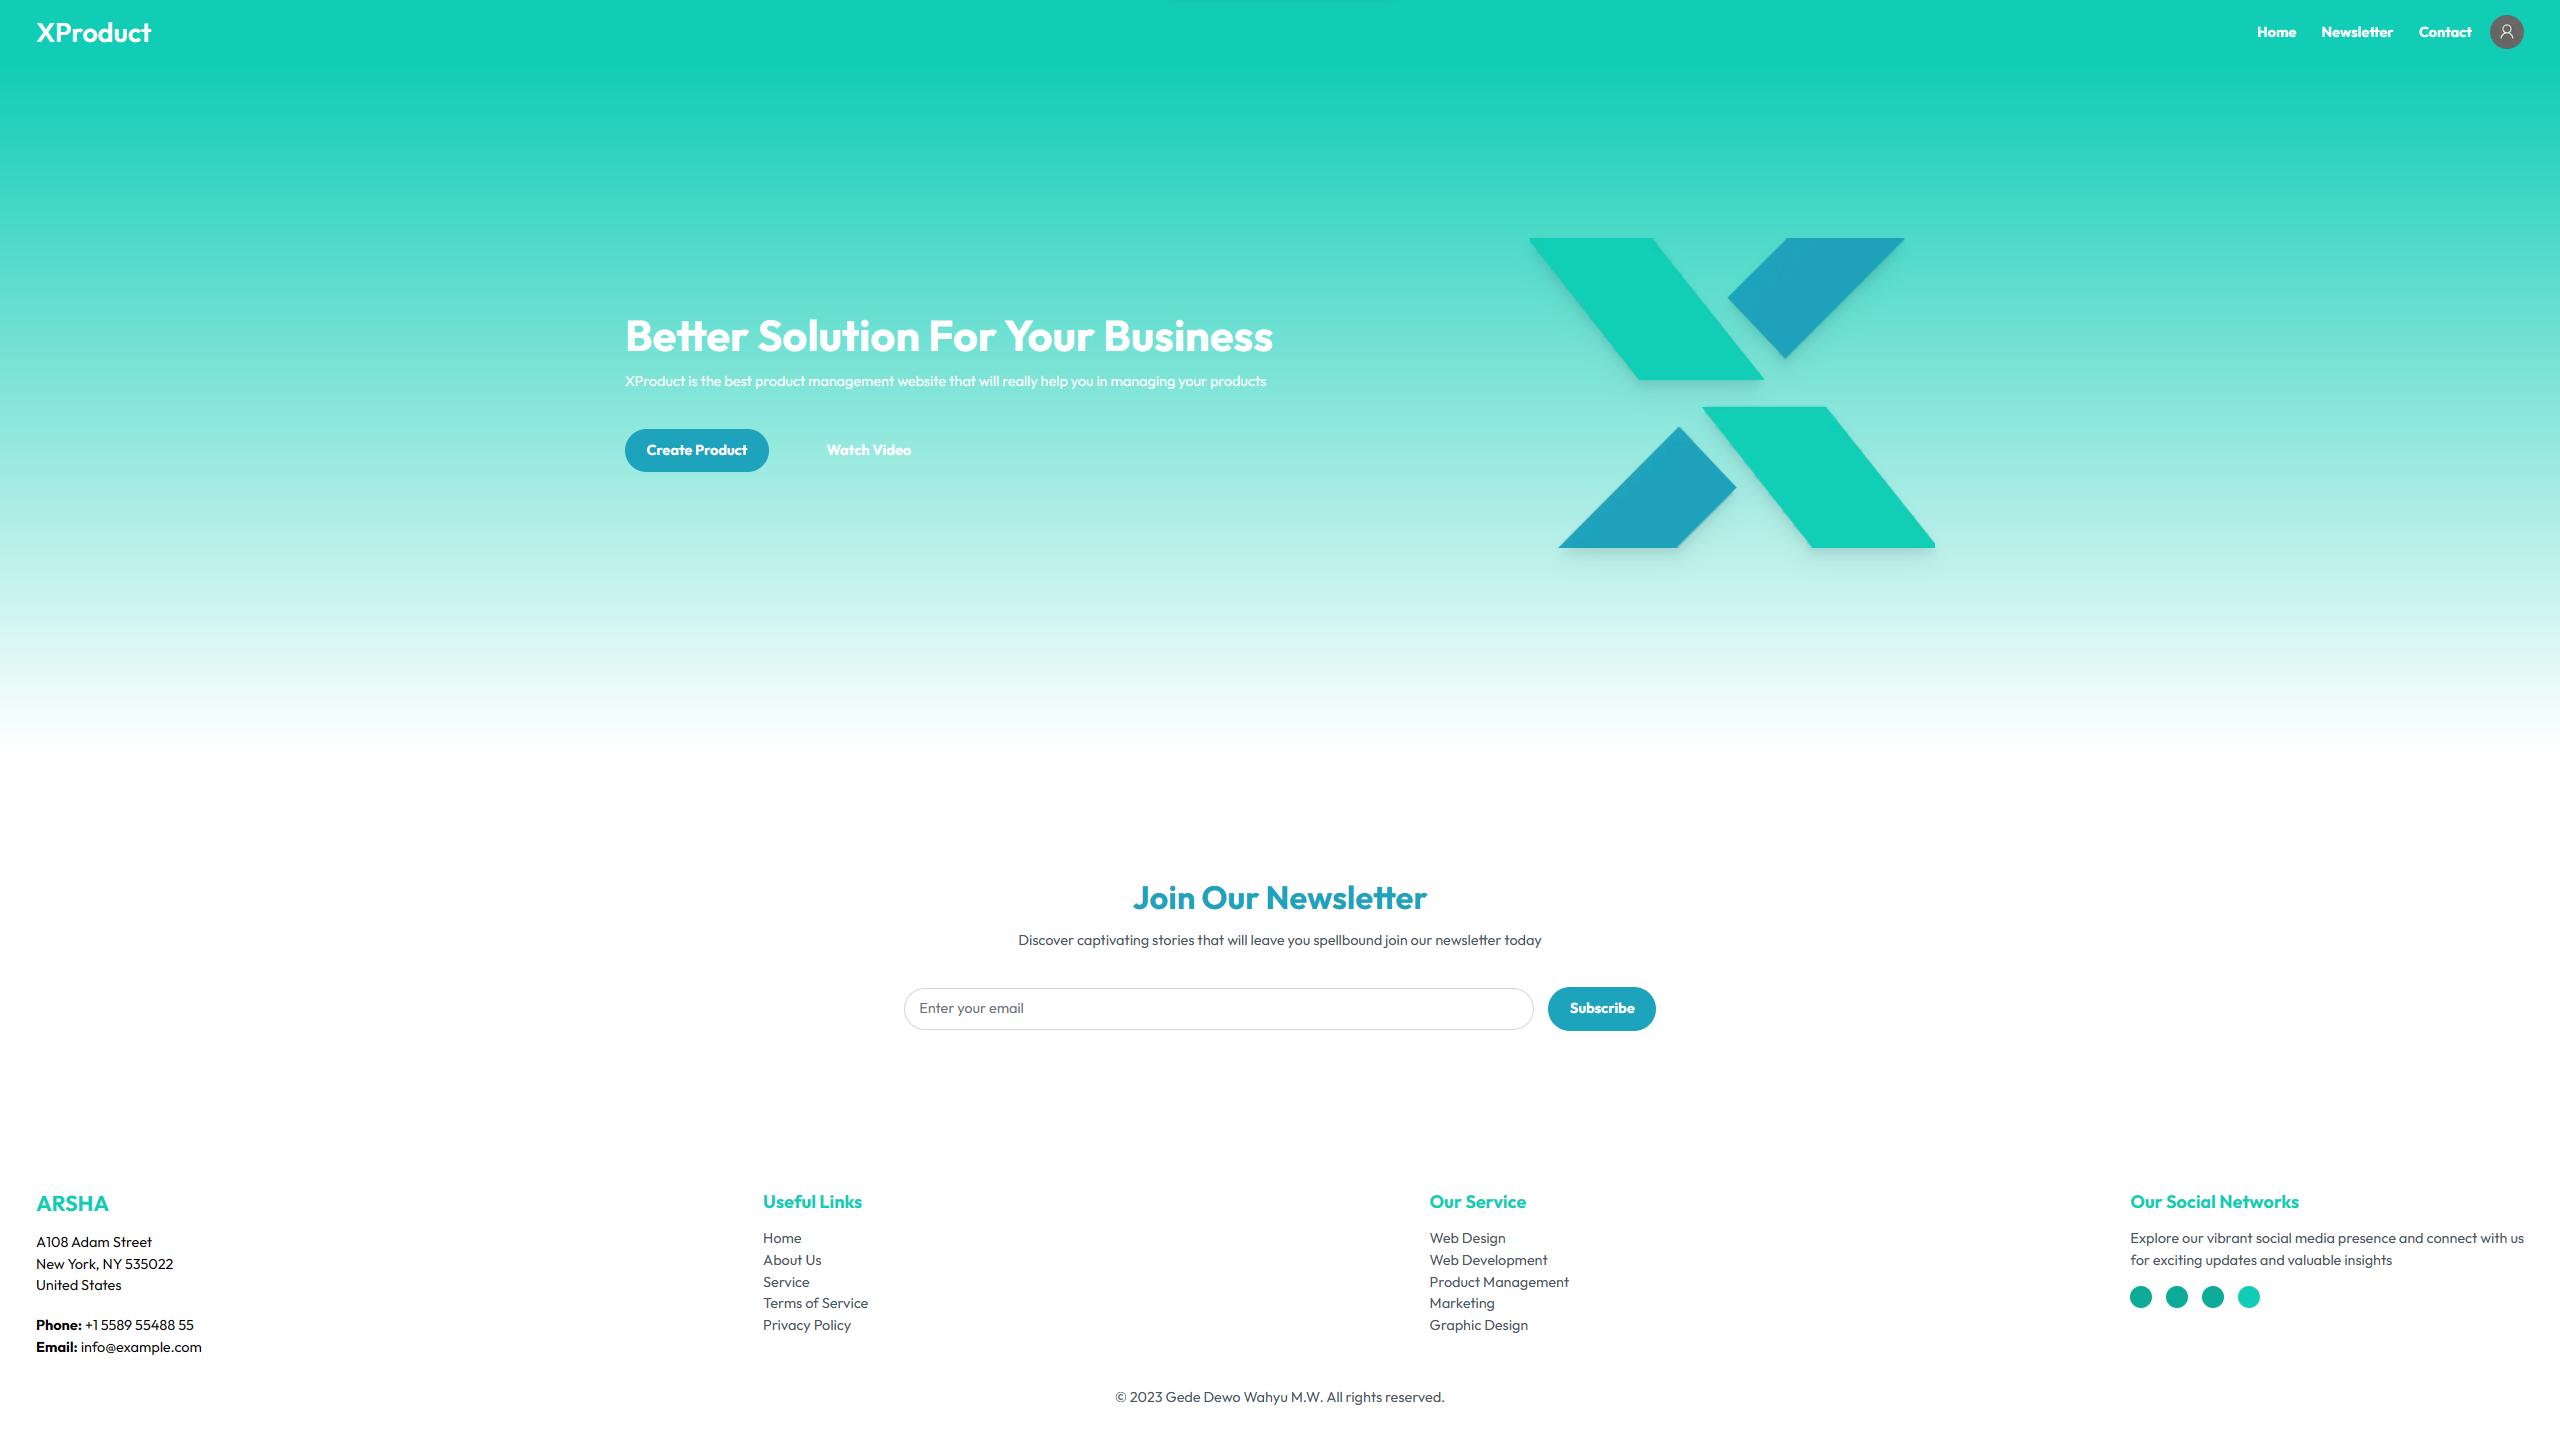 XProduct
Home
Newsletter
Contact
Better Solution For Your Business
XProduct is the best product management website that will really help you in managing your products
Create Product
Watch Video
Join Our Newsletter
Discover captivating stories that will leave you spellbound join our newsletter today
Enter your email
Subscribe
ARSHA
A108 Adam Street
New York, NY 535022
United States
Phone: +1 5589 55488 55
Email: info@example.com
Useful Links
Home
About Us
Service
Terms of Service
Privacy Policy
Our Service
Web Design
Web Development
Product Management
Marketing
Graphic Design
Our Social Networks
Explore our vibrant social media presence and connect with us
for exciting updates and valuable insights
© 2023 Gede Dewo Wahyu M.W. All rights reserved.